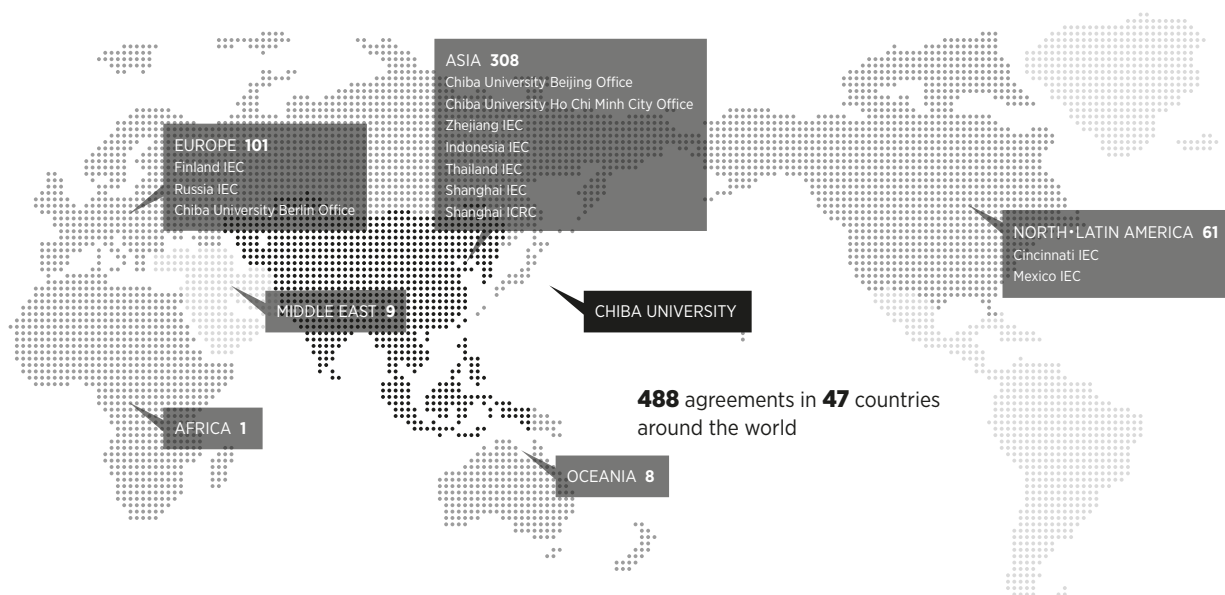 ASIA 308
Chiba University Beijing Office
Chiba University Ho Chi Minh City Office
Zhejiang IEC
Indonesia IEC
Thailand IEC
Shanghai IEC
Shanghai ICRC
EUROPE 101
Finland IEC
Russia IEC
Chiba University Berlin Office
NORTH・LATIN AMERICA 61
Cincinnati IEC
Mexico IEC
MIDDLE EAST 9
CHIBA UNIVERSITY
488 agreements in 47 countries
around the world
AFRICA 1
OCEANIA 8